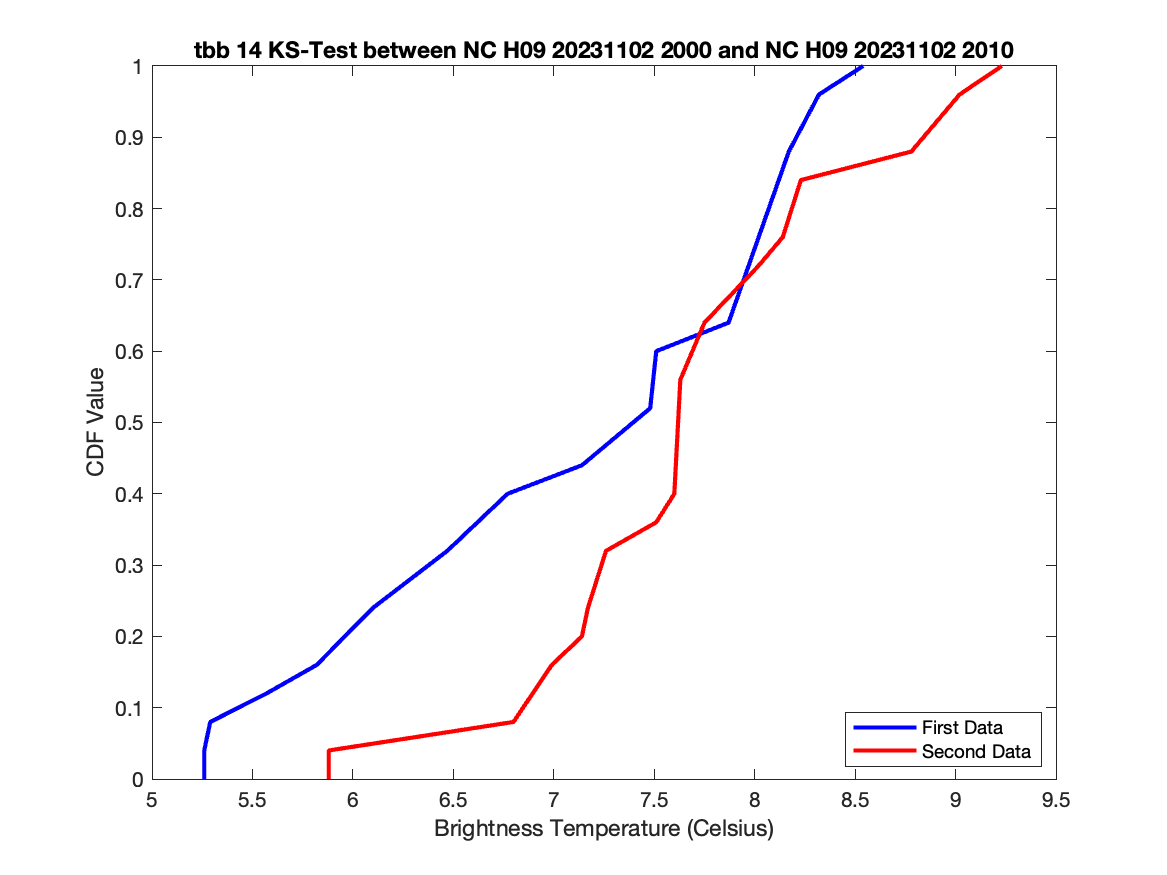 tbb 14 KS-Test between NC H09 20231102 2000 and NC H09 20231102 2010
1
0.9
0.8
0.7
0.6
0.5
0.4
0.3
0.2
0.1
0
CDF Value
First Data
Second Data
5 5.5 6 6.5 7 7.5 8 8.5 9 9.5
Brightness Temperature (Celsius)